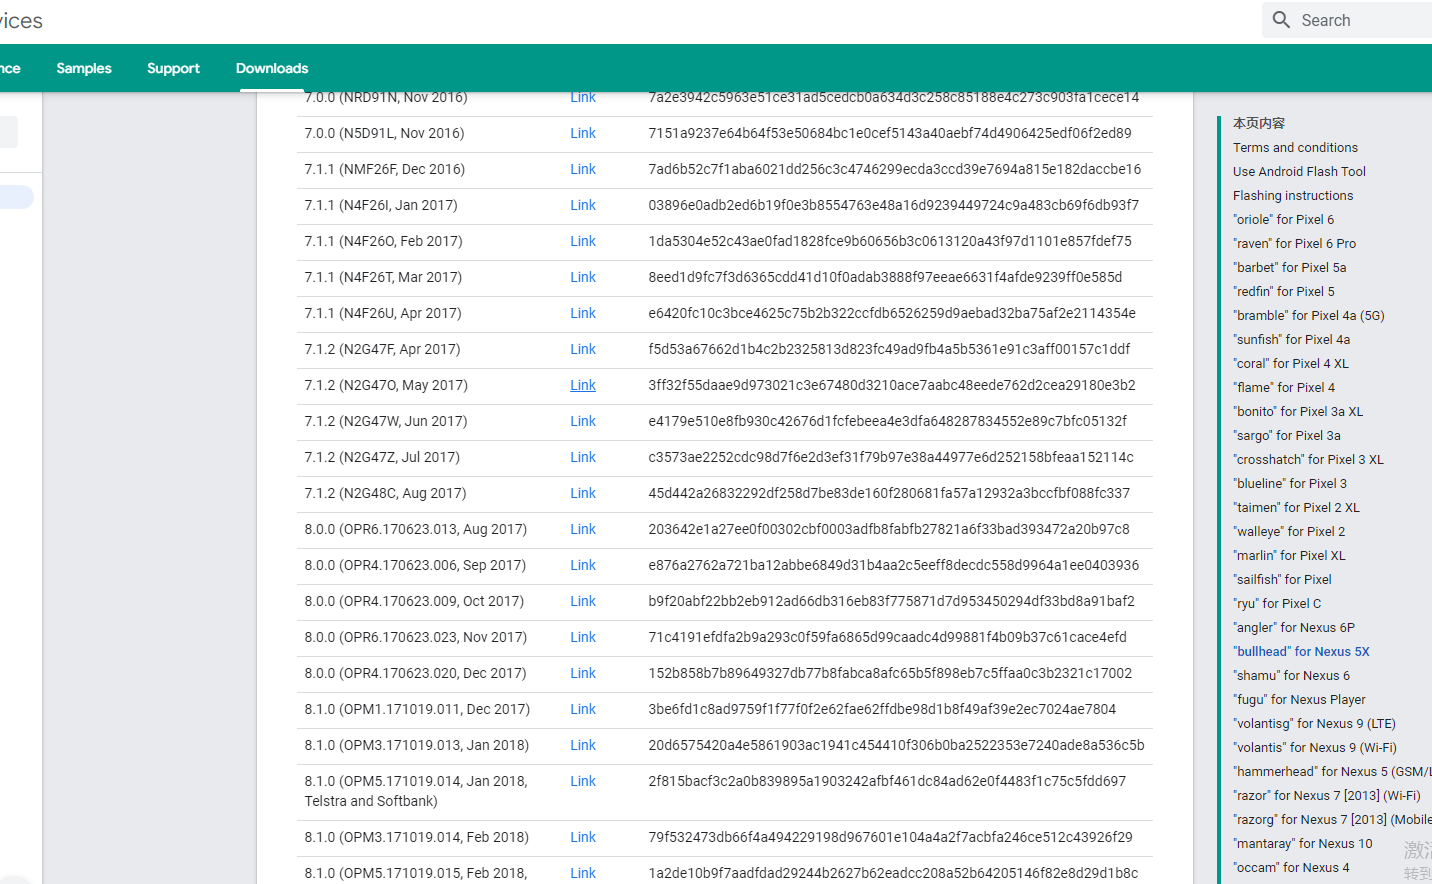 vices
Search
nce Samples Support Downloads
7.0.0 (NRD91N, Nov 2016) Link 7a2e3942c5963e51ce31ad5cedcb0a634d3c258c85188e4c273c903fa1cece14
7.0.0 (N5D91L, Nov 2016) Link 7151a9237e64b64f53e50684bc1e0cef5143a40aebf74d4906425edf06f2ed89
7.1.1 (NMF26F, Dec 2016) Link 7ad6b52c7f1aba6021dd256c3c4746299ecda3ccd39e7694a815e182daccbe16
7.1.1 (N4F26I, Jan 2017) Link 03896e0adb2ed6b19f0e3b8554763e48a16d9239449724c9a483cb69f6db93f7
7.1.1 (N4F26O, Feb 2017) Link 1da5304e52c43ae0fad1828fce9b60656b3c0613120a43f97d1101e857fdef75
7.1.1 (N4F26T, Mar 2017) Link 8eed1d9fc7f3d6365cdd41d10f0adab3888f97eeae6631f4afde9239ff0e585d
7.1.1 (N4F26U, Apr 2017) Link e6420fc10c3bce4625c75b2b322ccfdb6526259d9aebad32ba75af2e2114354e
7.1.2 (N2G47F, Apr 2017) Link f5d53a67662d1b4c2b2325813d823fc49ad9fb4a5b5361e91c3aff00157c1ddf
7.1.2 (N2G47O, May 2017) Link 3ff32f55daae9d973021c3e67480d3210ace7aabc48eede762d2cea29180e3b2
7.1.2 (N2G47W, Jun 2017) Link e4179e510e8fb930c42676d1fcfebeea4e3dfa648287834552e89c7bfc05132f
7.1.2 (N2G47Z, Jul 2017) Link c3573ae2252cdc98d7f6e2d3ef31f79b97e38a44977e6d252158bfeaa152114c
7.1.2 (N2G48C, Aug 2017) Link 45d442a26832292df258d7be83de160f280681fa57a12932a3bccfbf088fc337
8.0.0 (OPR6.170623.013, Aug 2017) Link 203642e1a27ee0f00302cbf0003adfb8fabfb27821a6f33bad393472a20b97c8
8.0.0 (OPR4.170623.006, Sep 2017) Link e876a2762a721ba12abbe6849d31b4aa2c5eeff8decdc558d9964a1ee0403936
8.0.0 (OPR4.170623.009, Oct 2017) Link b9f20abf22bb2eb912ad66db316eb83f775871d7d953450294df33bd8a91baf2
8.0.0 (OPR6.170623.023, Nov 2017) Link 71c4191efdfa2b9a293c0f59fa6865d99caadc4d99881f4b09b37c61cace4efd
8.0.0 (OPR4.170623.020, Dec 2017) Link 152b858b7b89649327db77b8fabca8afc65b5f898eb7c5ffaa0c3b2321c17002
8.1.0 (OPM1.171019.011, Dec 2017) Link 3be6fd1c8ad9759f1f77f0f2e62fae62ffdbe98d1b8f49af39e2ec7024ae7804
8.1.0 (OPM3.171019.013, Jan 2018) Link 20d6575420a4e5861903ac1941c454410f306b0ba2522353e7240ade8a536c5b
8.1.0 (OPM5.171019.014, Jan 2018, Link 2f815bacf3c2a0b839895a1903242afbf461dc84ad62e0f4483f1c75c5fdd697
Telstra and Softbank)
8.1.0 (OPM3.171019.014, Feb 2018) Link 79f532473db66f4a494229198d967601e104a4a2f7acbfa246ce512c43926f29
8.1.0 (OPM5.171019.015, Feb 2018, Link 1a2de10b9f7aadfdad29244b2627b62eadcc208a52b64205146f82e8d29d1b8c
本页内容
Terms and conditions
Use Android Flash Tool
Flashing instructions
"oriole" for Pixel 6
"raven" for Pixel 6 Pro
"barbet" for Pixel 5a
"redfin" for Pixel 5
"bramble" for Pixel 4a (5G)
"sunfish" for Pixel 4a
"coral" for Pixel 4 XL
"flame" for Pixel 4
"bonito" for Pixel 3a XL
"sargo" for Pixel 3a
"crosshatch" for Pixel 3 XL
"blueline" for Pixel 3
"taimen" for Pixel 2 XL
"walleye" for Pixel 2
"marlin" for Pixel XL
"sailfish" for Pixel
"ryu" for Pixel C
"angler" for Nexus 6P
"bullhead" for Nexus 5X
"shamu" for Nexus 6
"fugu" for Nexus Player
"volantisg" for Nexus 9 (LTE)
"volantis" for Nexus 9 (Wi-Fi)
"hammerhead" for Nexus 5 (GSM/L
"razor" for Nexus 7 [2013] (Wi-Fi)
"razorg" for Nexus 7 [2013] (Mobile
"mantaray" for Nexus 10
"occam" for Nexus 4
激活
转到